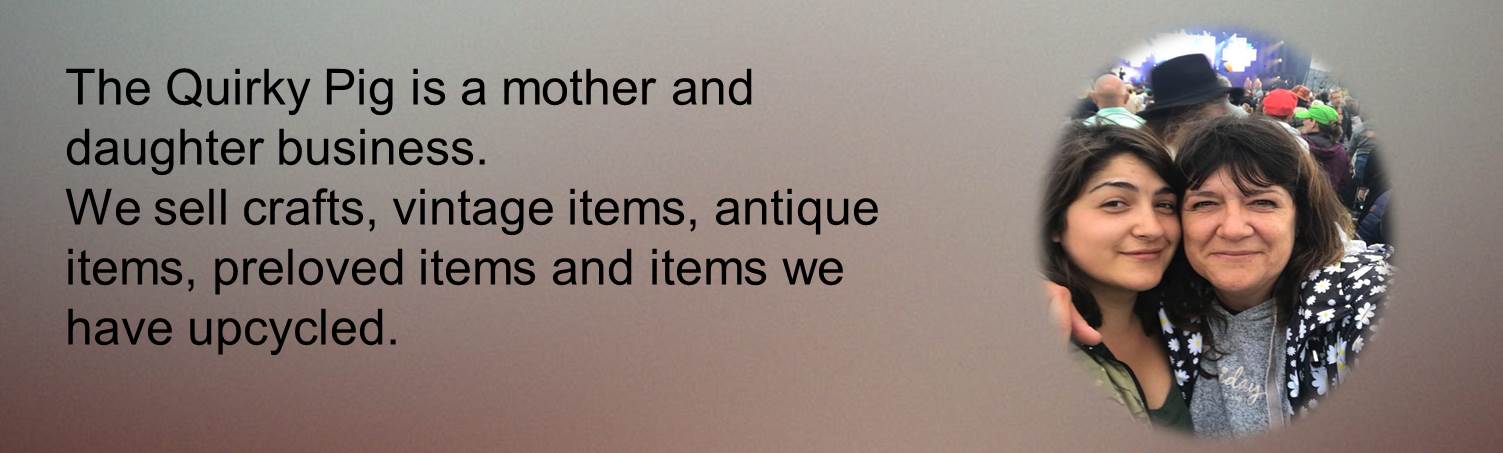 The Quirky Pig is a mother and
daughter business.
We sell crafts, vintage items, antique
items, preloved items and items we
have upcycled.